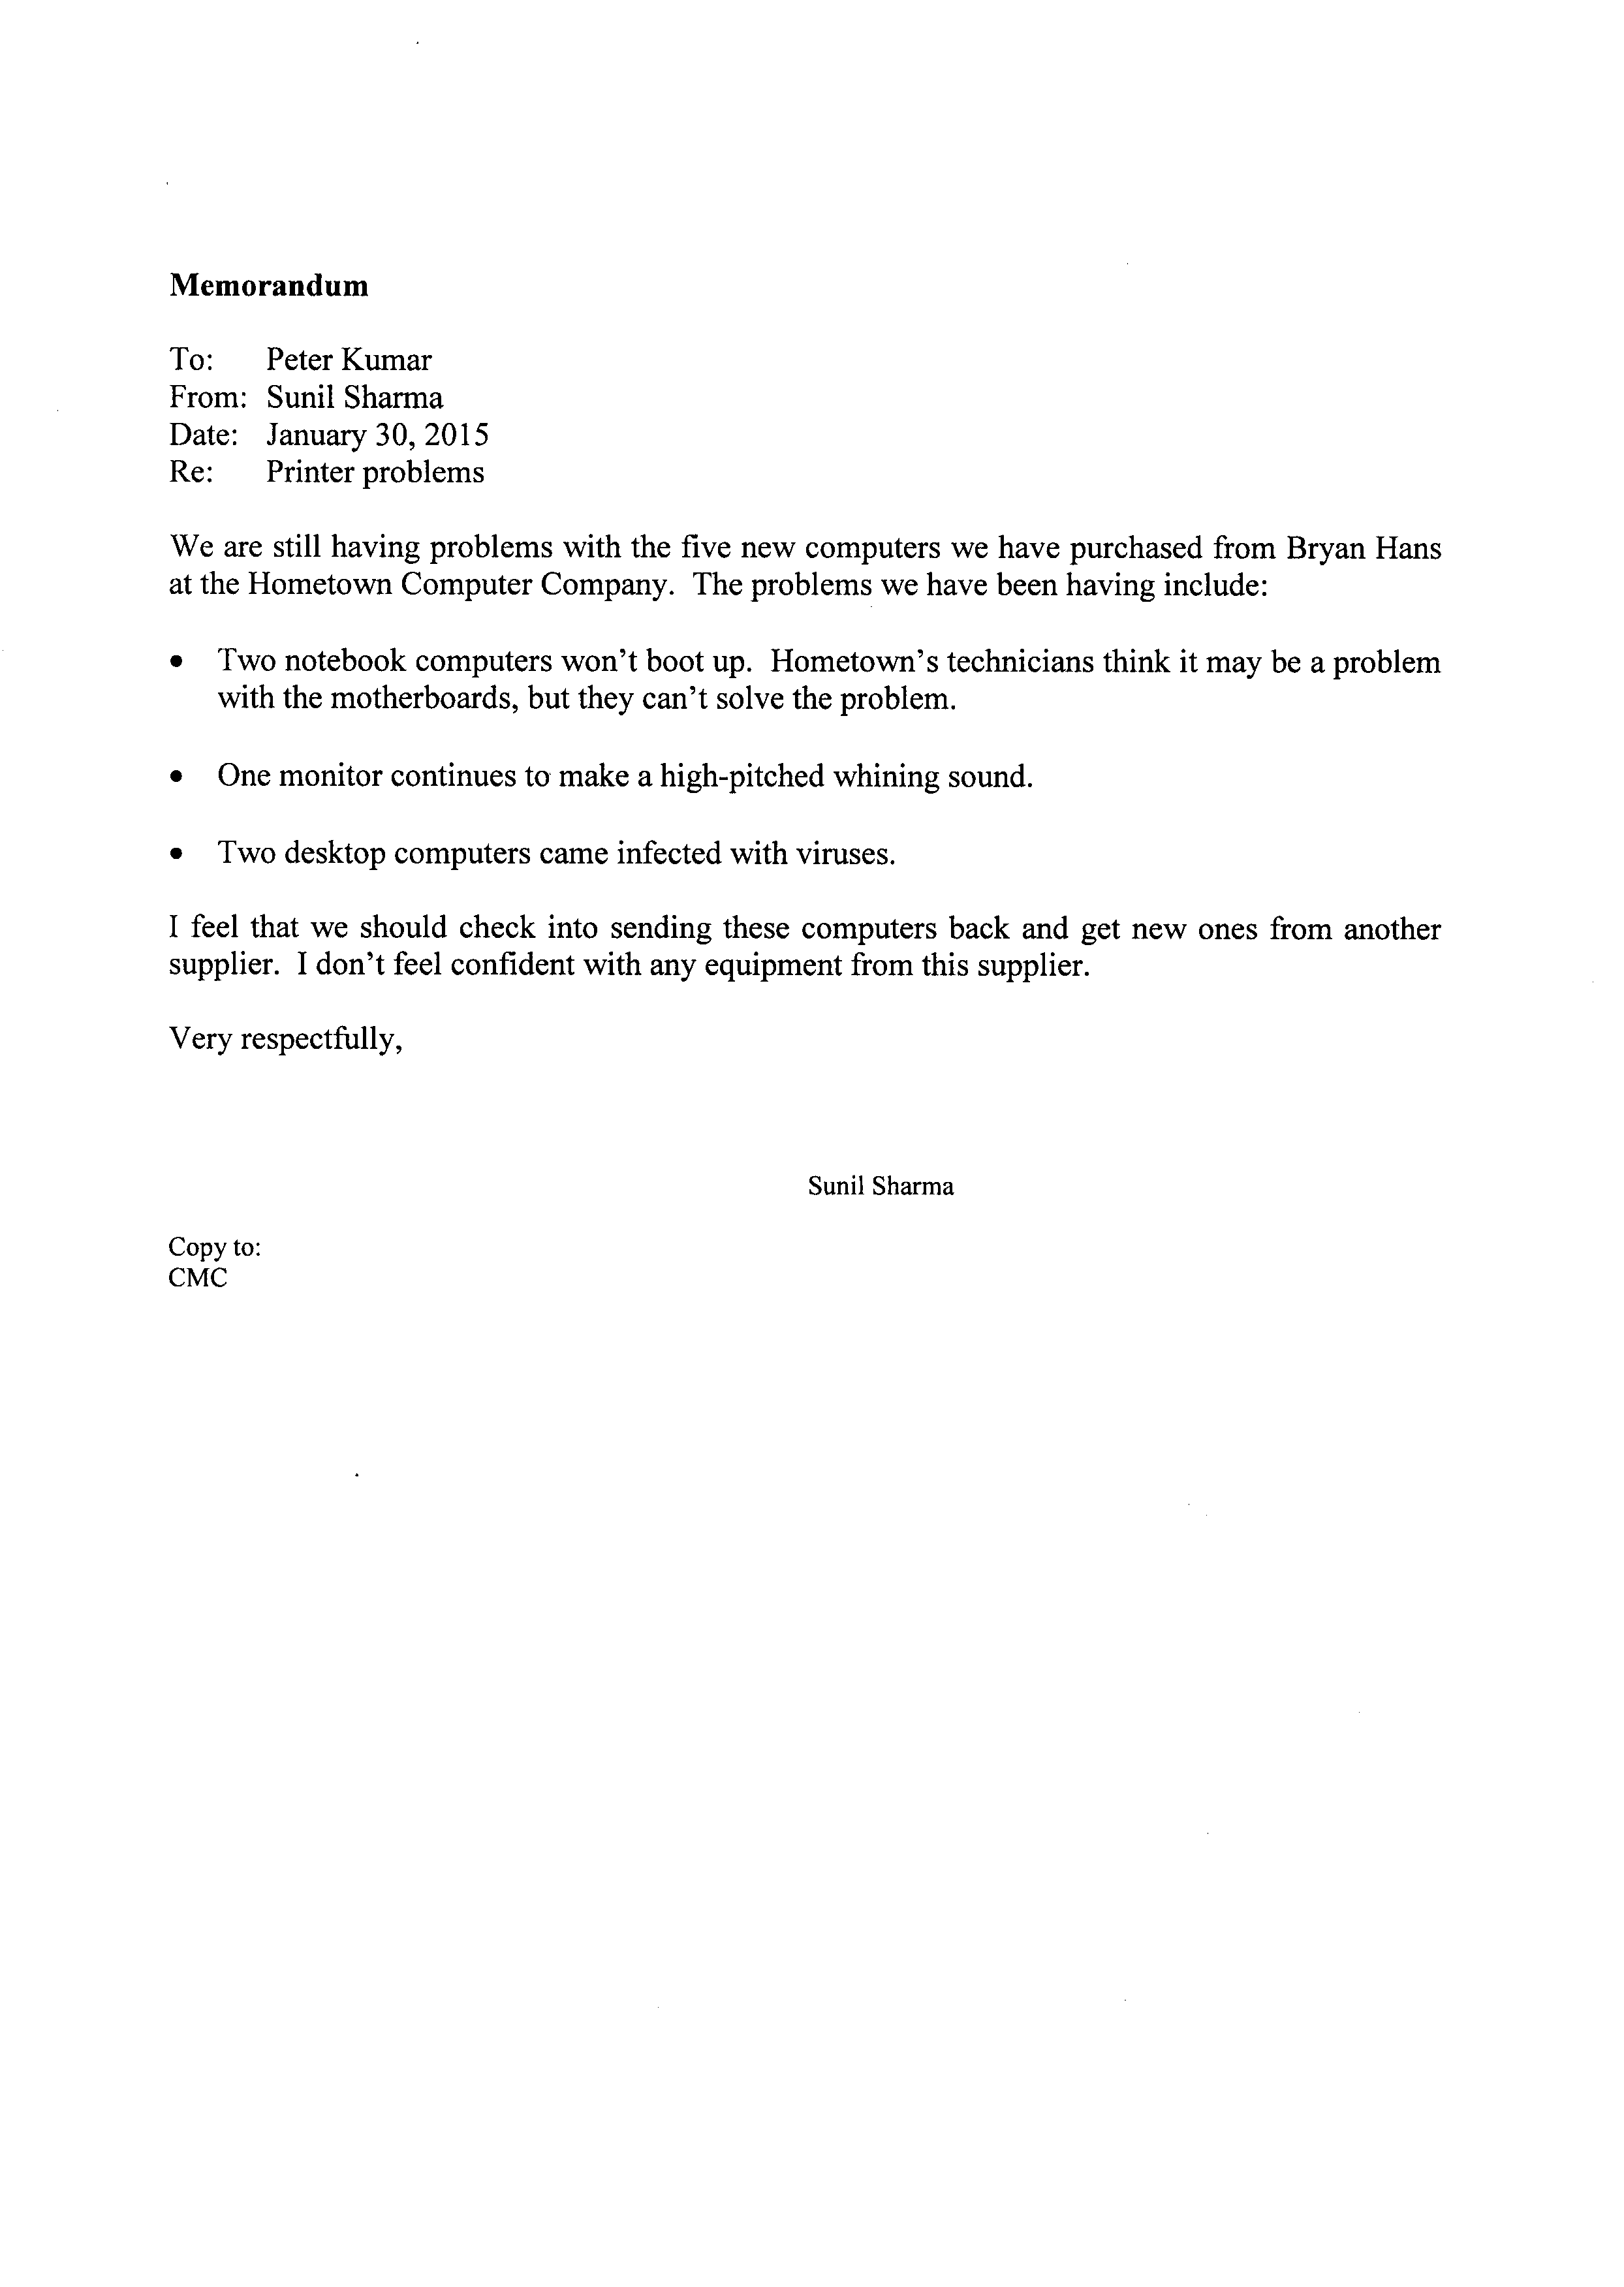 Memorandum
To: Peter Kumar
From: Sunil Sharma
Date: January 30, 2015
Re: Printer problems
We are still having problems with the five new computers we have purchased from Bryan Hans
at the Hometown Computer Company. The problems we have been having include:
• Two notebook computers won’t boot up. Hometown’s technicians think it may be a problem
with the motherboards, but they can’t solve the problem.
• One monitor continues to make a high-pitched whining sound.
• Two desktop computers came infected with viruses.
I feel that we should check into sending these computers back and get new ones from another
supplier. I don’t feel confident with any equipment from this supplier.
Very respectfully,
Sunil Sharma
Copy to:
CMC